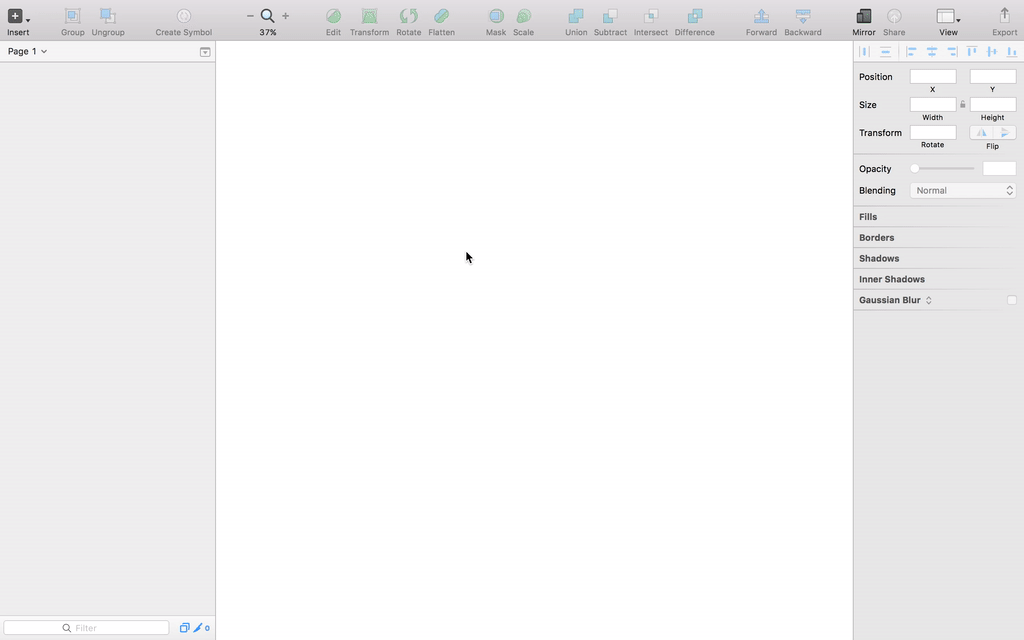 Insert Group Ungroup Create Symbol 37% Edit Transform Rotate Flatten Mask Scale Union Subtract Intersect Difference Forward Backward Mirror Share View Export
Page 1
Position
X Y
Size
Width Height
Transform
Rotate Flip
Opacity
Blending Normal
Fills
Borders
Shadows
Inner Shadows
Gaussian Blur
Filter 0